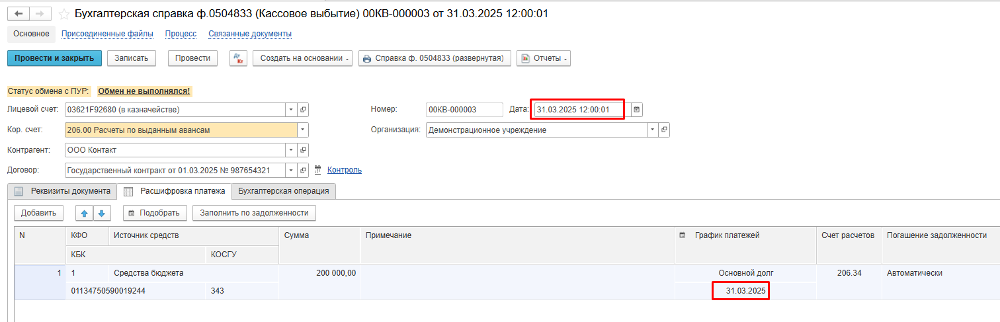 Бухгалтерская справка ф.0504833 (Кассовое выбытие) 00КВ-000003 от 31.03.2025 12:00:01
Основное Присоединенные файлы Процесс Связанные документы
Провести и закрыть Записать Провести Дт Кт Создать на основании Справка ф. 0504833 (развернутая) Отчеты
Статус обмена с ПУР: Обмен не выполнялся!
Лицевой счет: 03621F92680 (в казначействе) Номер: 00КВ-000003 Дата: 31.03.2025 12:00:01
Кор. счет: 206.00 Расчеты по выданным авансам Организация: Демонстрационное учреждение
Контрагент: ООО Контакт
Договор: Государственный контракт от 01.03.2025 № 987654321 Контроль
Реквизиты документа Расшифровка платежа Бухгалтерская операция
Добавить Подобрать Заполнить по задолженности
N КФО Источник средств Сумма Примечание График платежей Счет расчетов Погашение задолженности
КБК КОСГУ
1 1 Средства бюджета 200 000,00 Основной долг 206.34 Автоматически
01134750590019244 343 31.03.2025